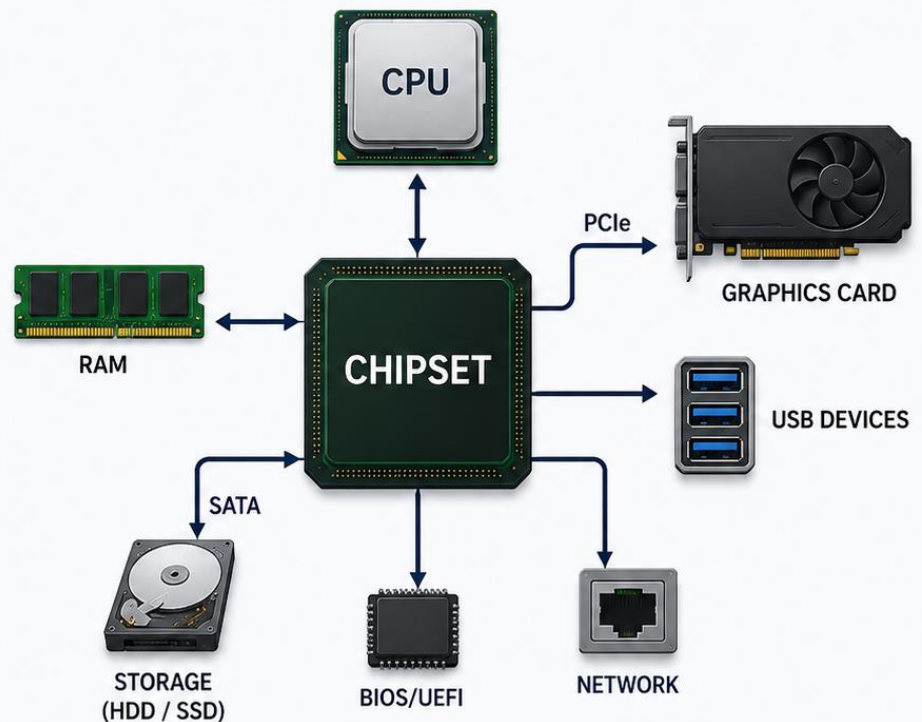 CPU
PCIe
GRAPHICS CARD
RAM
CHIPSET
USB DEVICES
SATA
STORAGE
(HDD / SSD)
BIOS/UEFI
NETWORK